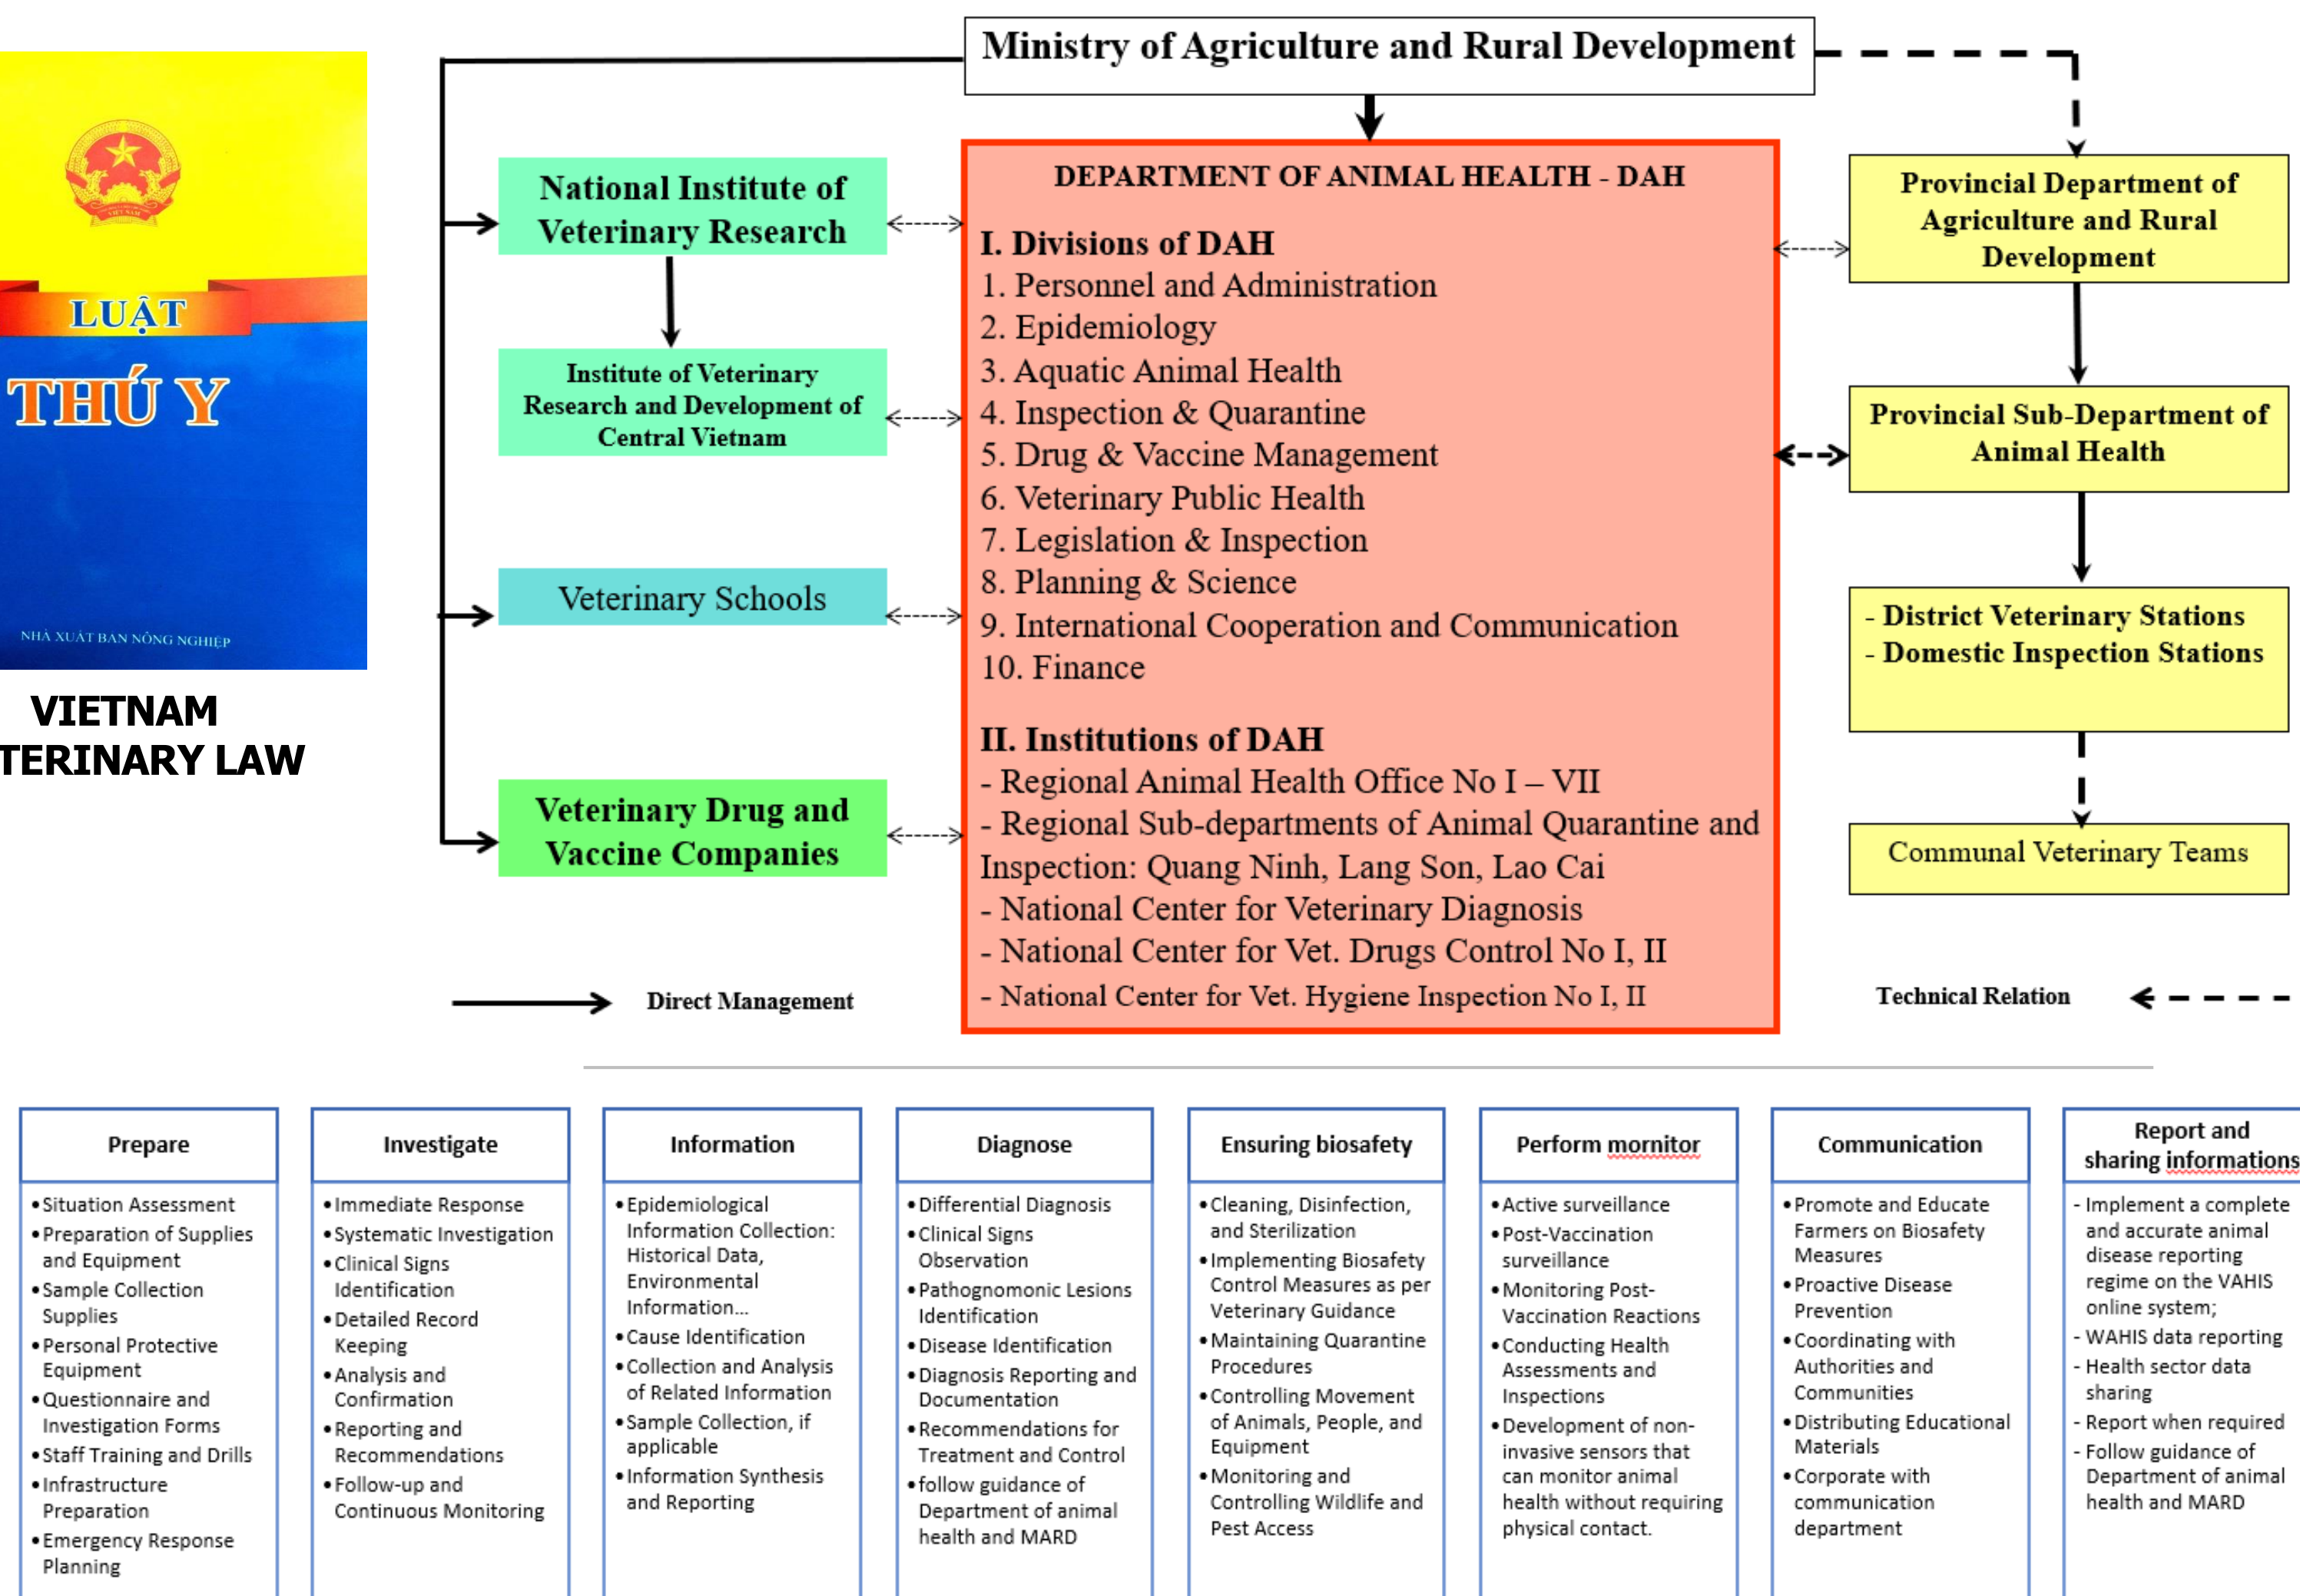 LUẬT
THÚ Y
NHÀ XUẤT BẢN NÔNG NGHIỆP
VIETNAM
TERINARY LAW
Ministry of Agriculture and Rural Development
National Institute of
Veterinary Research
Institute of Veterinary
Research and Development of
Central Vietnam
Veterinary Schools
Veterinary Drug and
Vaccine Companies
Direct Management
DEPARTMENT OF ANIMAL HEALTH - DAH
I. Divisions of DAH
1. Personnel and Administration
2. Epidemiology
3. Aquatic Animal Health
4. Inspection & Quarantine
5. Drug & Vaccine Management
6. Veterinary Public Health
7. Legislation & Inspection
8. Planning & Science
9. International Cooperation and Communication
10. Finance
II. Institutions of DAH
- Regional Animal Health Office No I – VII
- Regional Sub-departments of Animal Quarantine and
Inspection: Quang Ninh, Lang Son, Lao Cai
- National Center for Veterinary Diagnosis
- National Center for Vet. Drugs Control No I, II
- National Center for Vet. Hygiene Inspection No I, II
Provincial Department of
Agriculture and Rural
Development
Provincial Sub-Department of
Animal Health
- District Veterinary Stations
- Domestic Inspection Stations
Communal Veterinary Teams
Technical Relation
Prepare
•Situation Assessment
•Preparation of Supplies
and Equipment
•Sample Collection
Supplies
•Personal Protective
Equipment
•Questionnaire and
Investigation Forms
•Staff Training and Drills
•Infrastructure
Preparation
•Emergency Response
Planning
Investigate
•Immediate Response
•Systematic Investigation
•Clinical Signs
Identification
•Detailed Record
Keeping
•Analysis and
Confirmation
•Reporting and
Recommendations
•Follow-up and
Continuous Monitoring
Information
•Epidemiological
Information Collection:
Historical Data,
Environmental
Information...
•Cause Identification
•Collection and Analysis
of Related Information
•Sample Collection, if
applicable
•Information Synthesis
and Reporting
Diagnose
•Differential Diagnosis
•Clinical Signs
Observation
•Pathognomonic Lesions
Identification
•Disease Identification
•Diagnosis Reporting and
Documentation
•Recommendations for
Treatment and Control
•follow guidance of
Department of animal
health and MARD
Ensuring biosafety
•Cleaning, Disinfection,
and Sterilization
•Implementing Biosafety
Control Measures as per
Veterinary Guidance
•Maintaining Quarantine
Procedures
•Controlling Movement
of Animals, People, and
Equipment
•Monitoring and
Controlling Wildlife and
Pest Access
Perform mornitor
•Active surveillance
•Post-Vaccination
surveillance
•Monitoring Post-
Vaccination Reactions
•Conducting Health
Assessments and
Inspections
•Development of non-
invasive sensors that
can monitor animal
health without requiring
physical contact.
Communication
•Promote and Educate
Farmers on Biosafety
Measures
•Proactive Disease
Prevention
•Coordinating with
Authorities and
Communities
•Distributing Educational
Materials
•Corporate with
communication
department
Report and
sharing informations
- Implement a complete
and accurate animal
disease reporting
regime on the VAHIS
online system;
- WAHIS data reporting
- Health sector data
sharing
- Report when required
- Follow guidance of
Department of animal
health and MARD